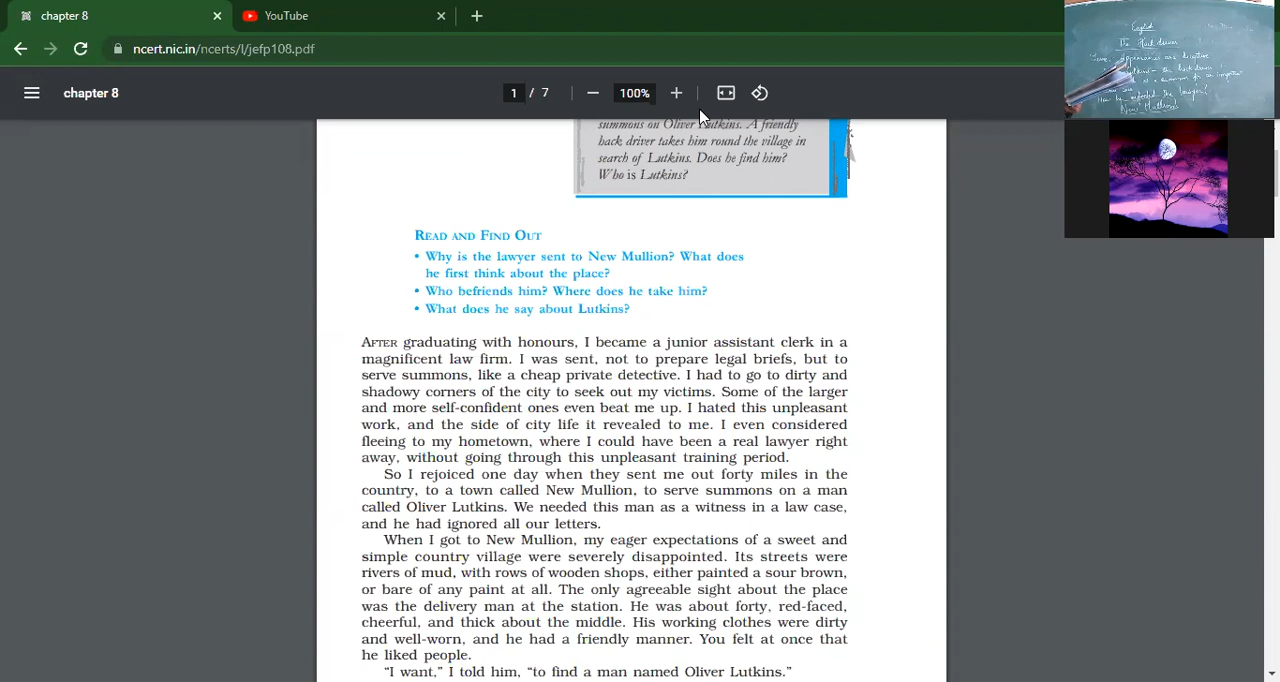 chapter 8
YouTube
ncert.nic.in/ncerts/l/jefp108.pdf
chapter 8
1 / 7
100%
English
The Hack Driver
summons on Oliver Lutkins. A friendly
hack driver takes him round the village in
search of Lutkins. Does he find him?
Who is Lutkins?
READ AND FIND OUT
• Why is the lawyer sent to New Mullion? What does
he first think about the place?
• Who befriends him? Where does he take him?
• What does he say about Lutkins?
AFTER graduating with honours, I became a junior assistant clerk in a
magnificent law firm. I was sent, not to prepare legal briefs, but to
serve summons, like a cheap private detective. I had to go to dirty and
shadowy corners of the city to seek out my victims. Some of the larger
and more self-confident ones even beat me up. I hated this unpleasant
work, and the side of city life it revealed to me. I even considered
fleeing to my hometown, where I could have been a real lawyer right
away, without going through this unpleasant training period.
So I rejoiced one day when they sent me out forty miles in the
country, to a town called New Mullion, to serve summons on a man
called Oliver Lutkins. We needed this man as a witness in a law case,
and he had ignored all our letters.
When I got to New Mullion, my eager expectations of a sweet and
simple country village were severely disappointed. Its streets were
rivers of mud, with rows of wooden shops, either painted a sour brown,
or bare of any paint at all. The only agreeable sight about the place
was the delivery man at the station. He was about forty, red-faced,
cheerful, and thick about the middle. His working clothes were dirty
and well-worn, and he had a friendly manner. You felt at once that
he liked people.
“I want,” I told him, “to find a man named Oliver Lutkins.”